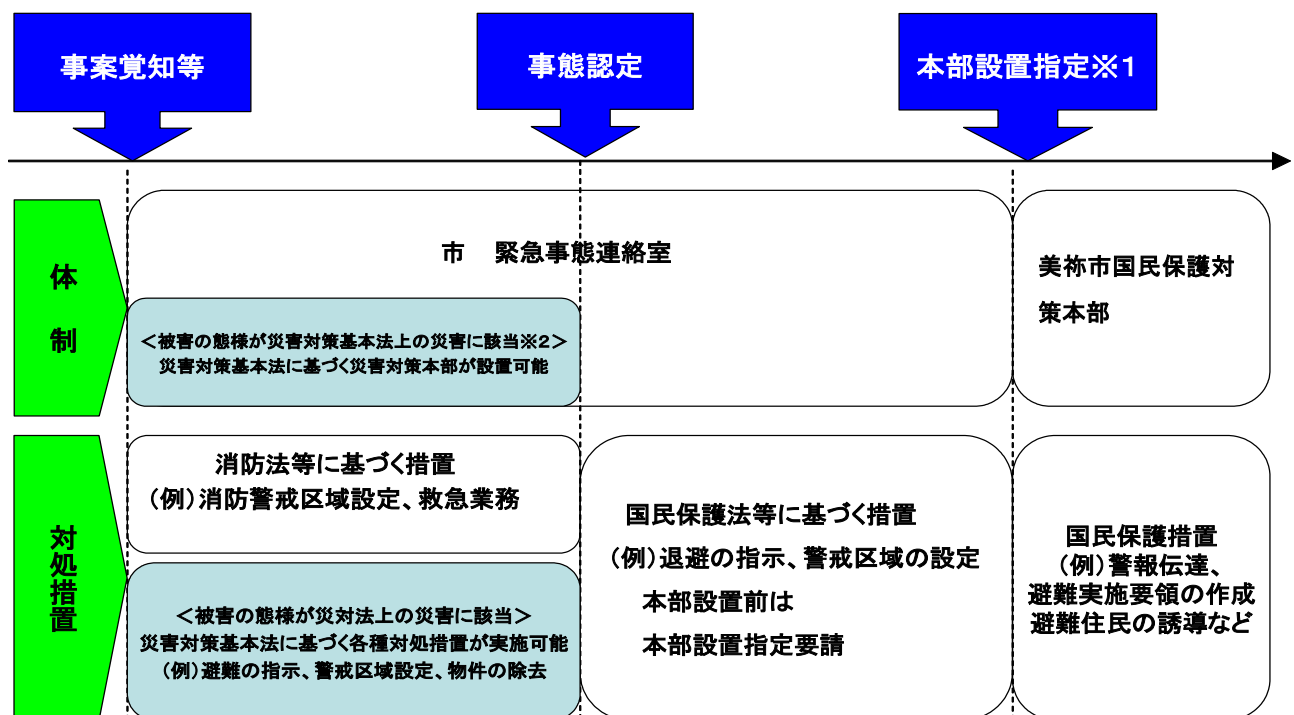 事案覚知等
事態認定
本部設置指定※1
体
制
市　緊急事態連絡室
＜被害の態様が災害対策基本法上の災害に該当※2＞
災害対策基本法に基づく災害対策本部が設置可能
美祢市国民保護対
策本部
対処措置
消防法等に基づく措置
（例）消防警戒区域設定、救急業務
＜被害の態様が災対法上の災害に該当＞
災害対策基本法に基づく各種対処措置が実施可能
（例）避難の指示、警戒区域設定、物件の除去
国民保護法等に基づく措置
（例）退避の指示、警戒区域の設定
本部設置前は
本部設置指定要請
国民保護措置
（例）警報伝達、
避難実施要領の作成
避難住民の誘導など